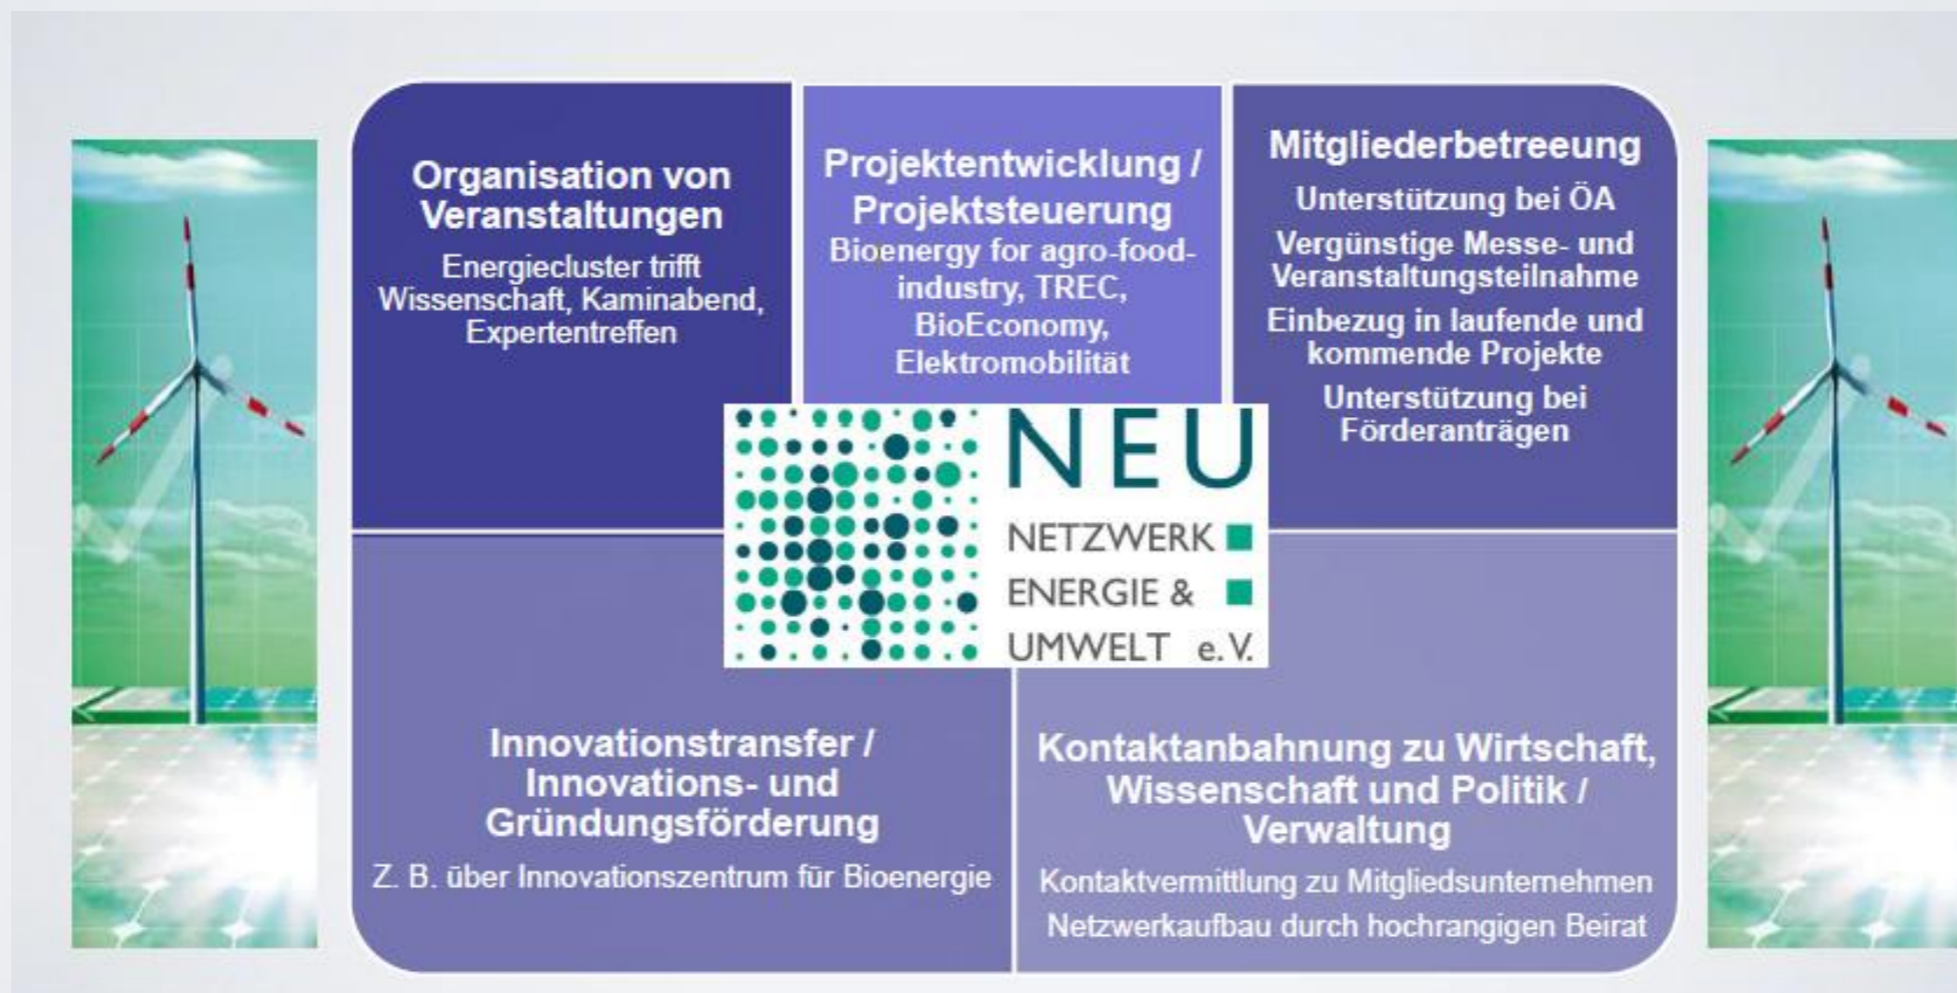 Organisation von
Veranstaltungen
Energiecluster trifft
Wissenschaft, Kaminabend,
Expertentreffen
Projektentwicklung /
Projektsteuerung
Bioenergy for agro-food-
industry, TREC,
BioEconomy,
Elektromobilität
Mitgliederbetreeung
Unterstützung bei ÖA
Vergünstige Messe- und
Veranstaltungsteilnahme
Einbezug in laufende und
kommende Projekte
Unterstützung bei
Förderanträgen
NEU
NETZWERK
ENERGIE &
UMWELT e.V.
Innovationstransfer /
Innovations- und
Gründungsförderung
Z. B. über Innovationszentrum für Bioenergie
Kontaktanbahnung zu Wirtschaft,
Wissenschaft und Politik /
Verwaltung
Kontaktvermittlung zu Mitgliedsunternehmen
Netzwerkaufbau durch hochrangigen Beirat